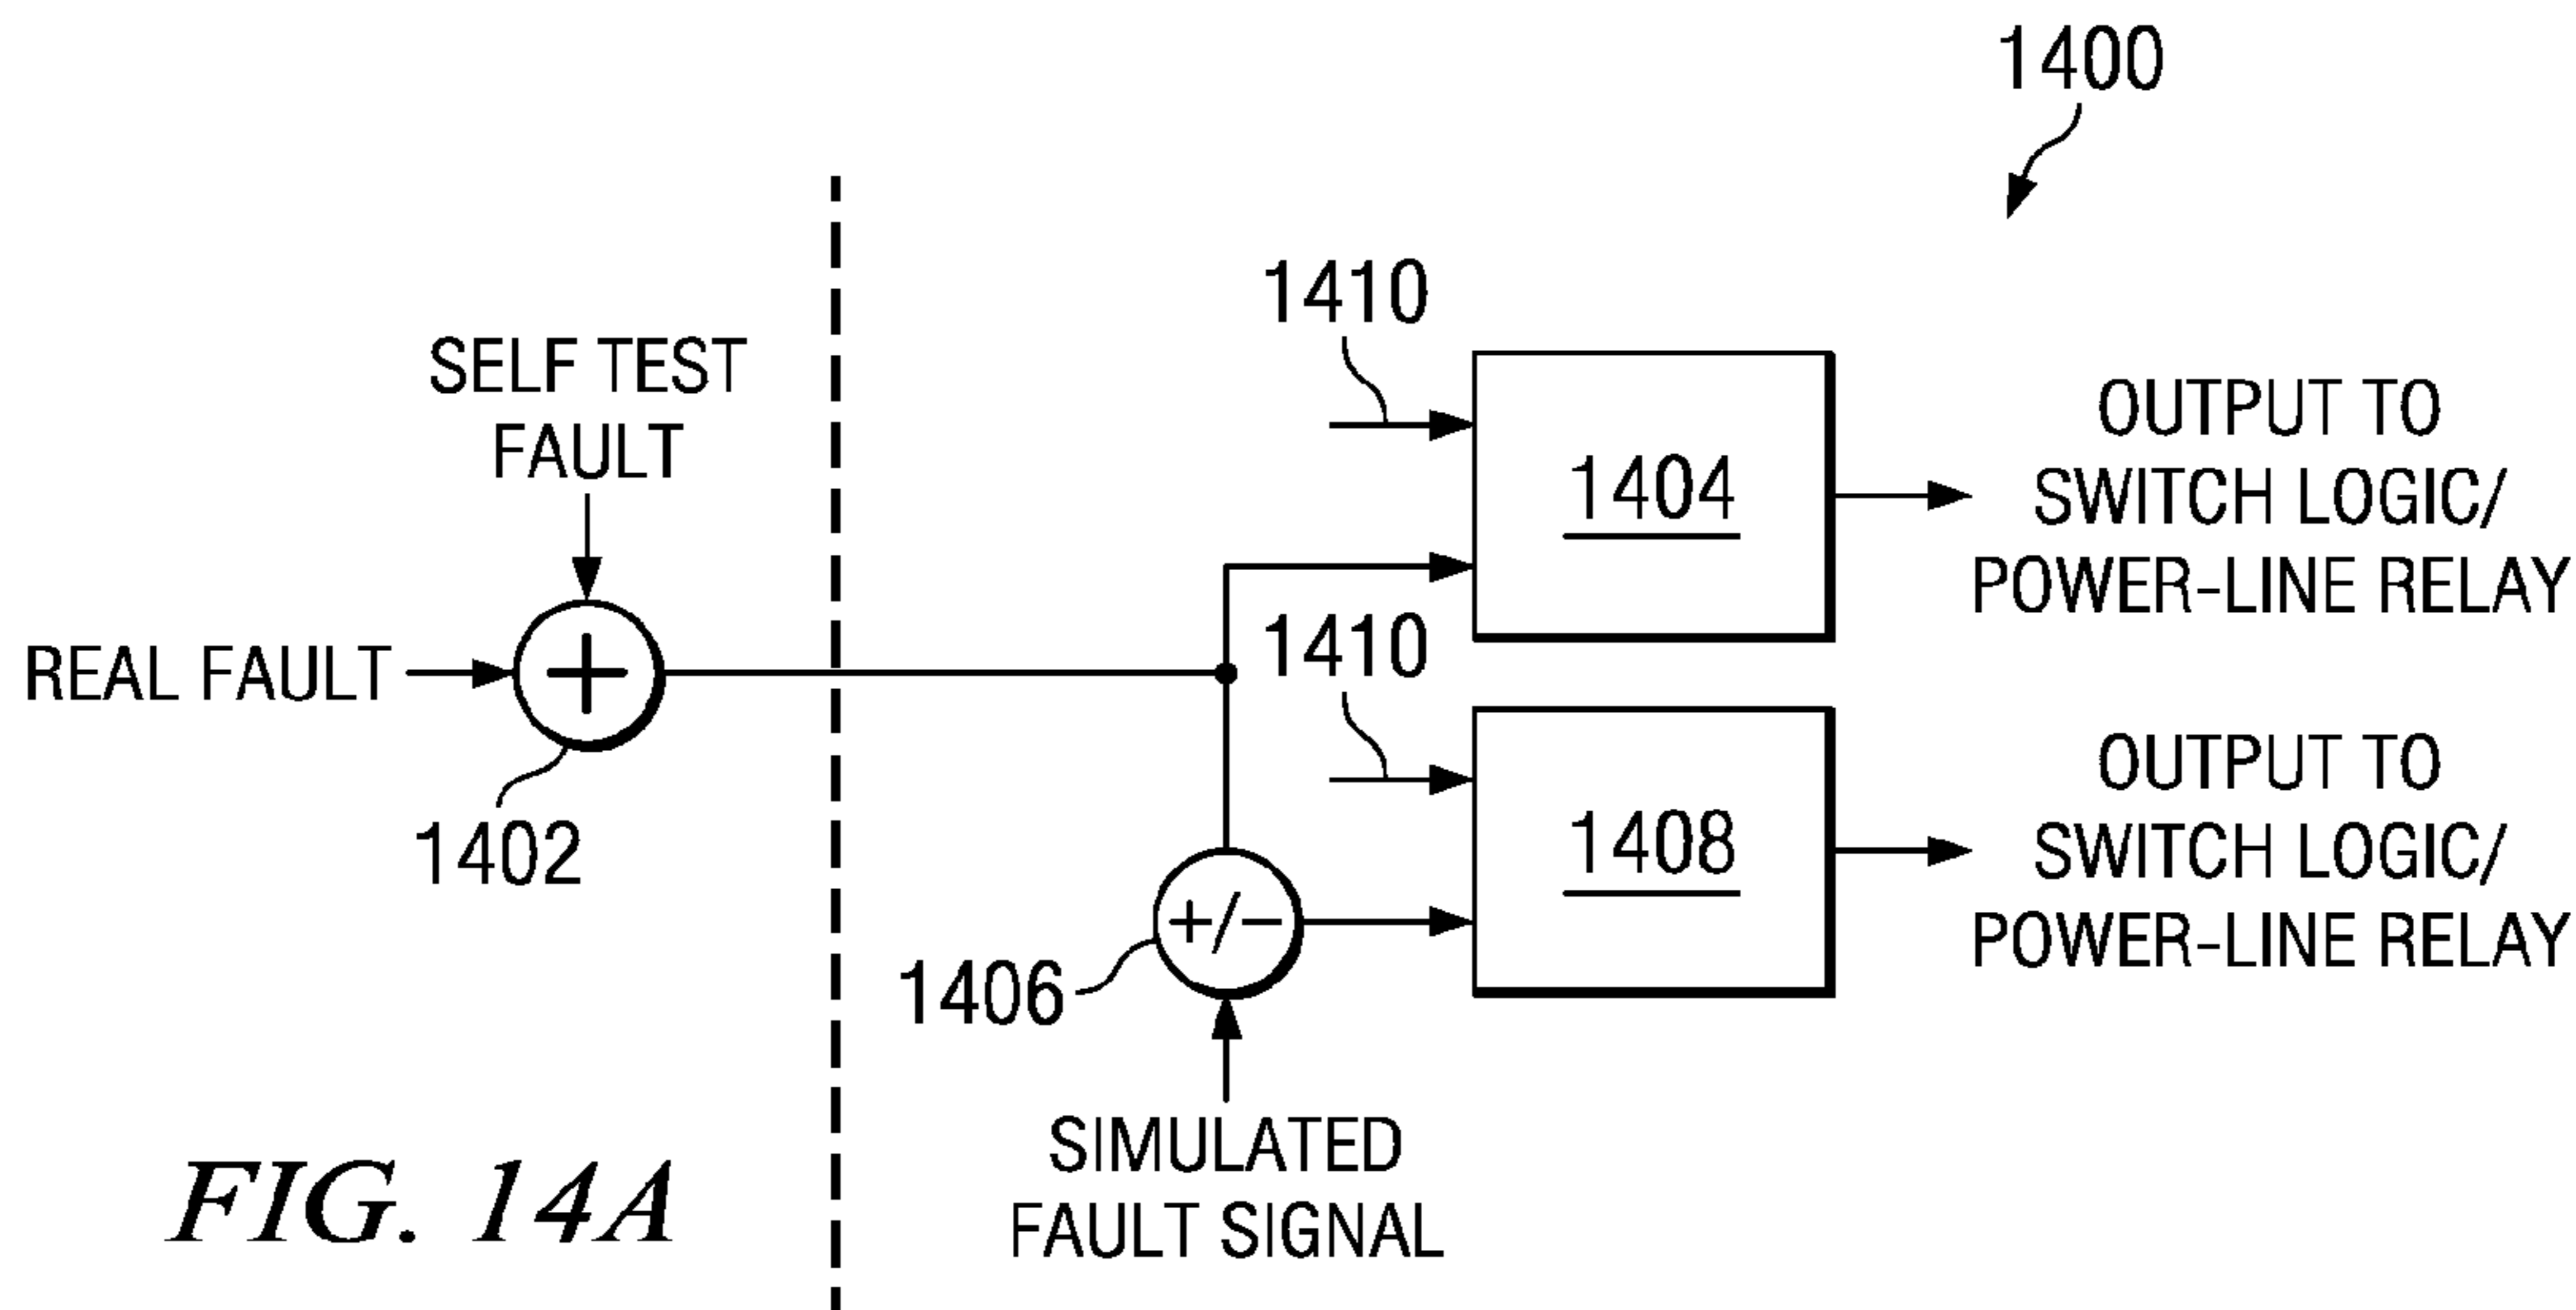 1400
1410
SELF TEST
FAULT
1404
OUTPUT TO
SWITCH LOGIC/
POWER-LINE RELAY
REAL FAULT
+
1402
1410
1408
OUTPUT TO
SWITCH LOGIC/
POWER-LINE RELAY
+/-
1406
SIMULATED
FAULT SIGNAL
FIG. 14A